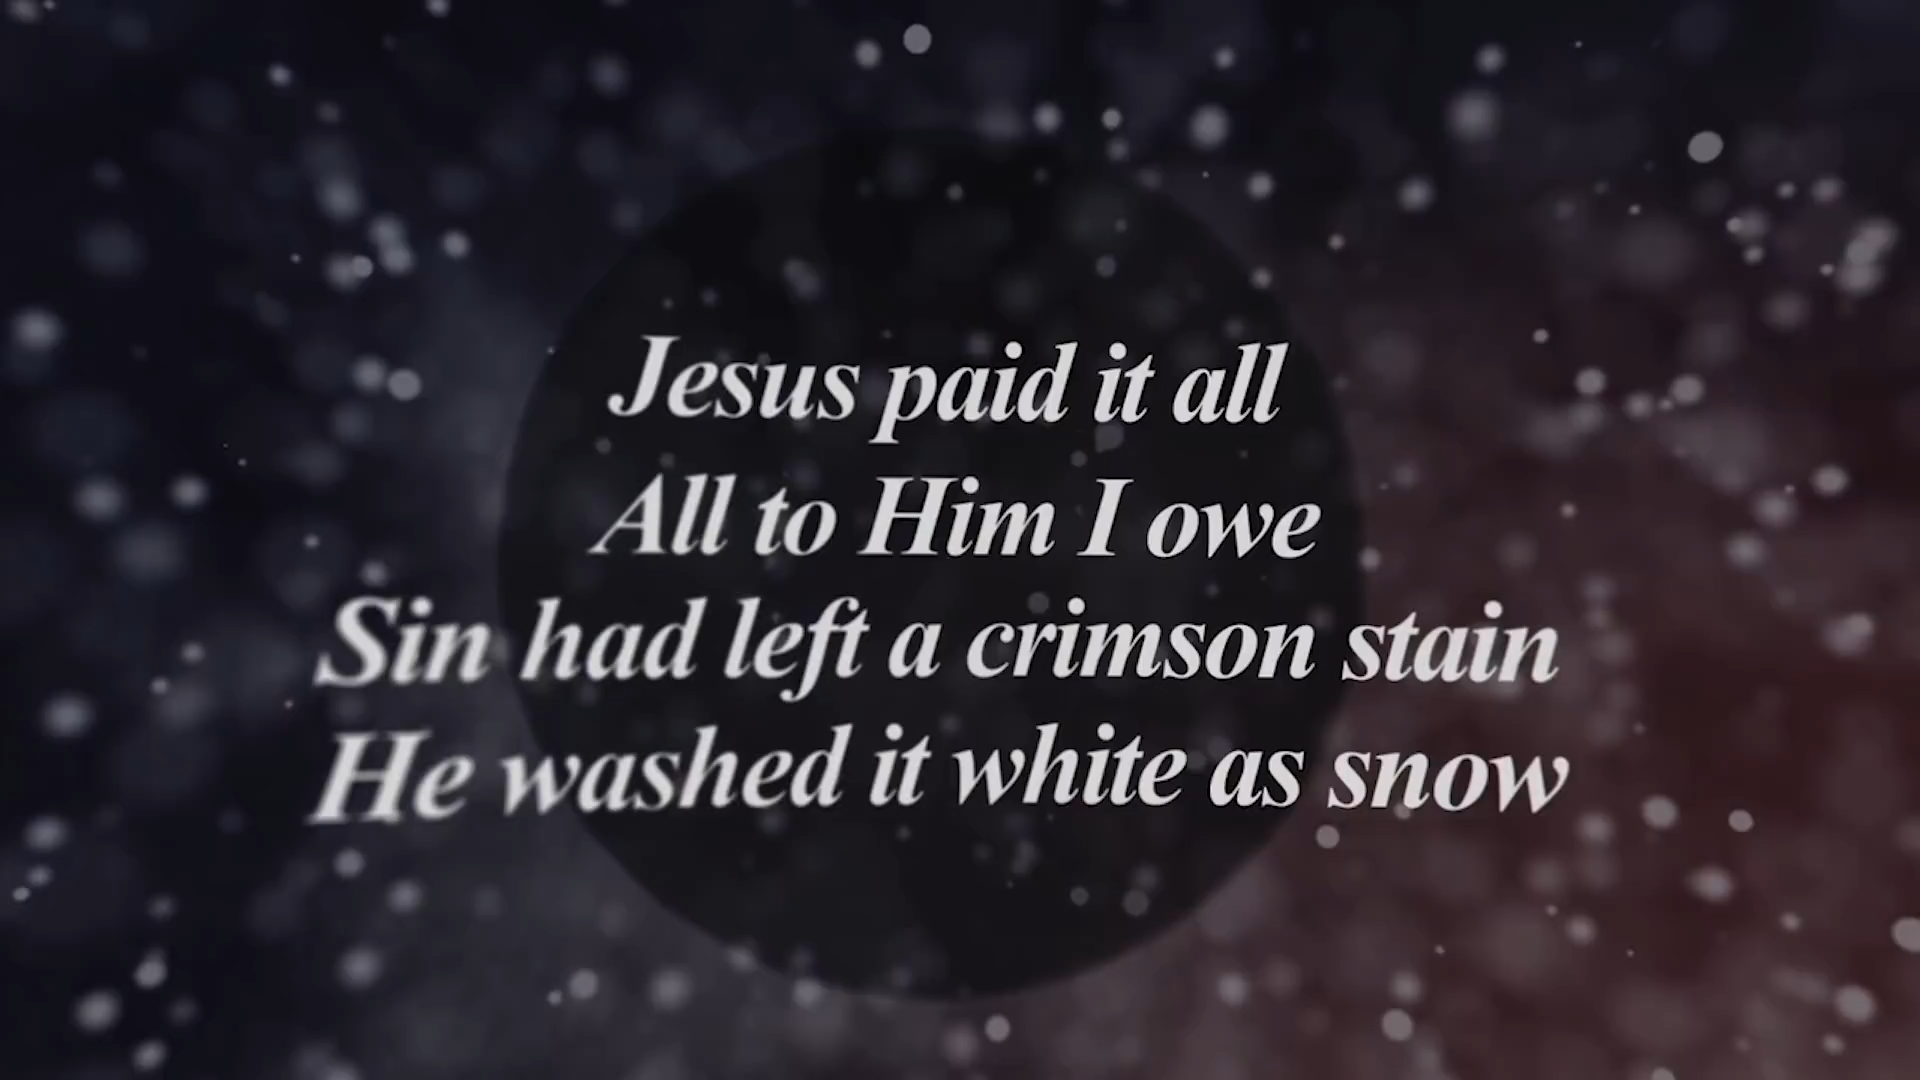 Jesus paid it all
All to Him I owe
Sin had left a crimson stain
He washed it white as snow